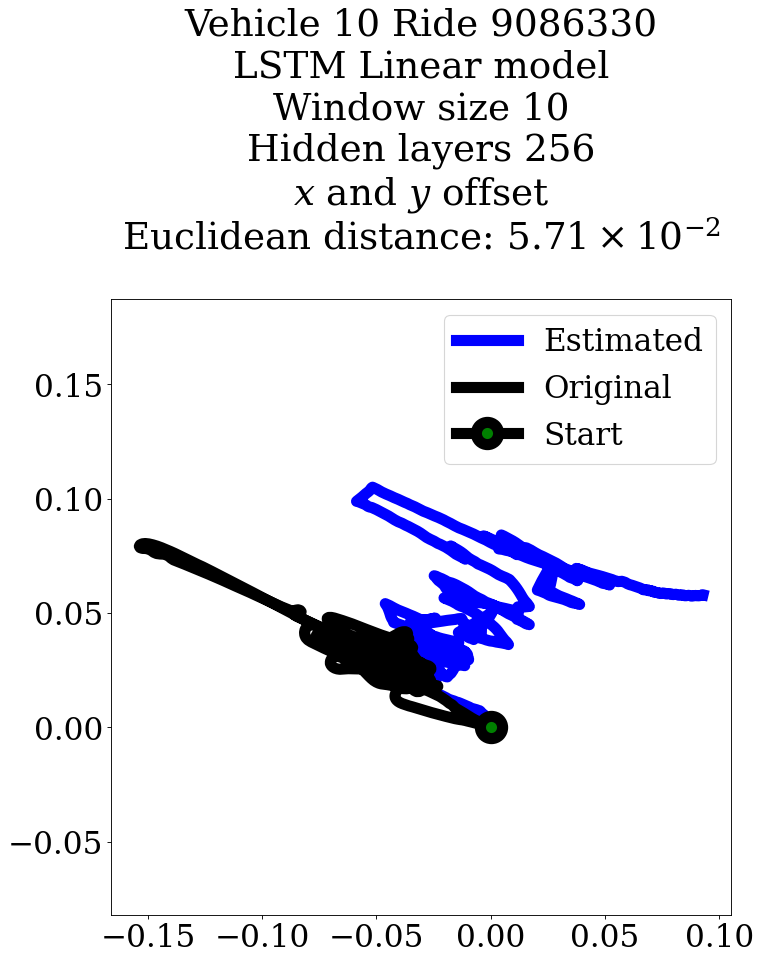 Vehicle 10 Ride 9086330
LSTM Linear model
Window size 10
Hidden layers 256
x and y offset
Euclidean distance: 5.71 × 10⁻²
Estimated
Original
Start
0.15
0.10
0.05
0.00
−0.05
−0.15
−0.10
−0.05
0.00
0.05
0.10